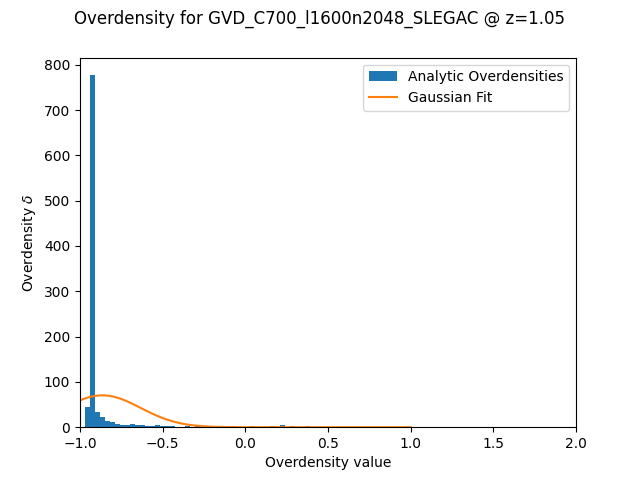 Overdensity for GVD_C700_l1600n2048_SLEGAC @ z=1.05
Analytic Overdensities
Gaussian Fit
Overdensity δ
800
700
600
500
400
300
200
100
0
−1.0 −0.5 0.0 0.5 1.0 1.5 2.0
Overdensity value